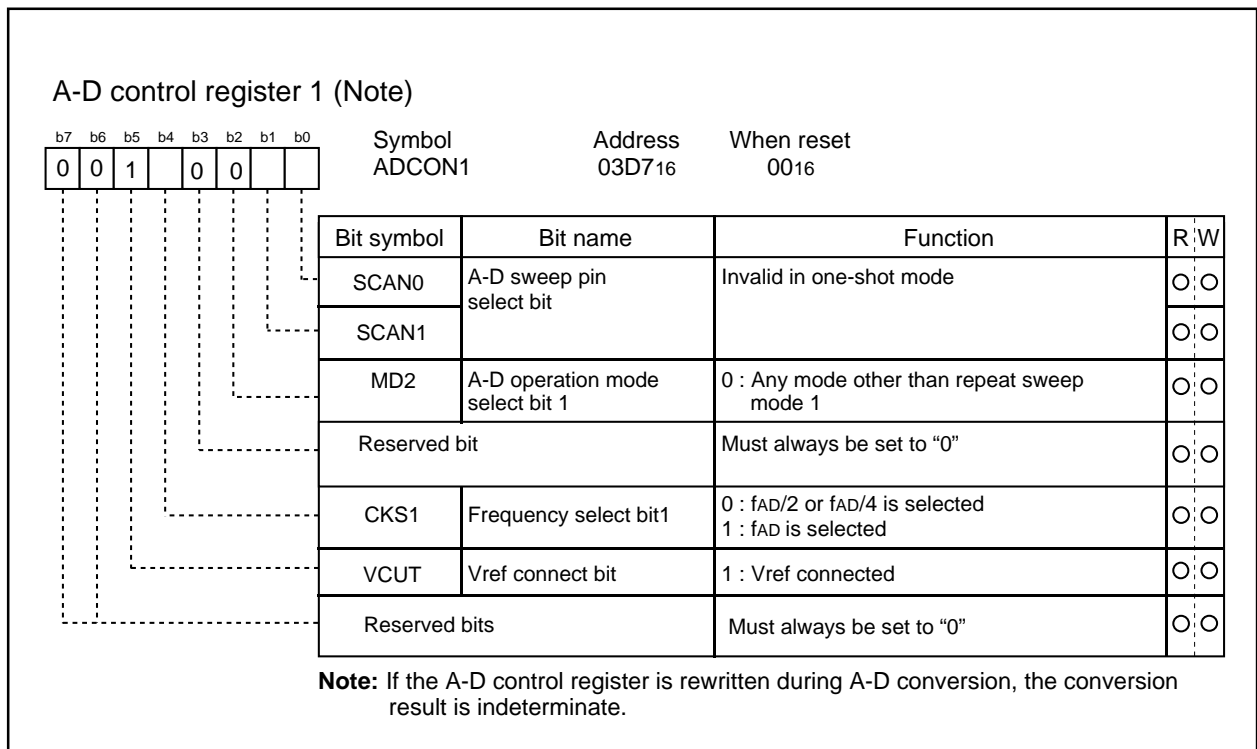 A-D control register 1 (Note)
b7 b6 b5 b4 b3 b2 b1 b0
Symbol Address When reset
0 0 1 0 0
ADCON1 03D716 0016
Bit symbol Bit name Function R W
SCAN0 A-D sweep pin select bit Invalid in one-shot mode
SCAN1
MD2 A-D operation mode select bit 1 0 : Any mode other than repeat sweep mode 1
Reserved bit Must always be set to “0”
CKS1 Frequency select bit1 0 : fAD/2 or fAD/4 is selected
1 : fAD is selected
VCUT Vref connect bit 1 : Vref connected
Reserved bits Must always be set to “0”
Note: If the A-D control register is rewritten during A-D conversion, the conversion
result is indeterminate.